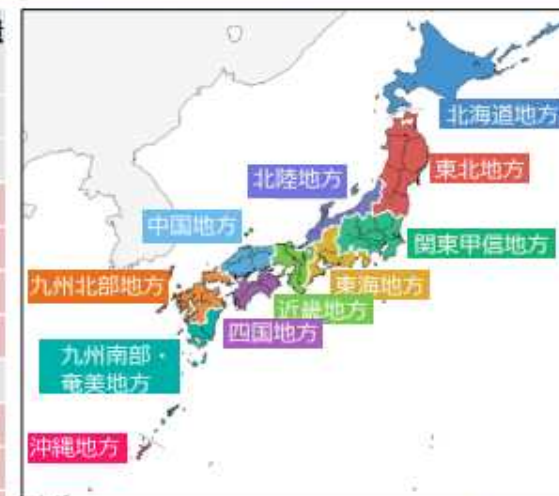 北海道地方
東北地方
北陸地方
中国地方
関東甲信地方
九州北部地方
東海地方
近畿地方
四国地方
九州南部・
奄美地方
沖縄地方